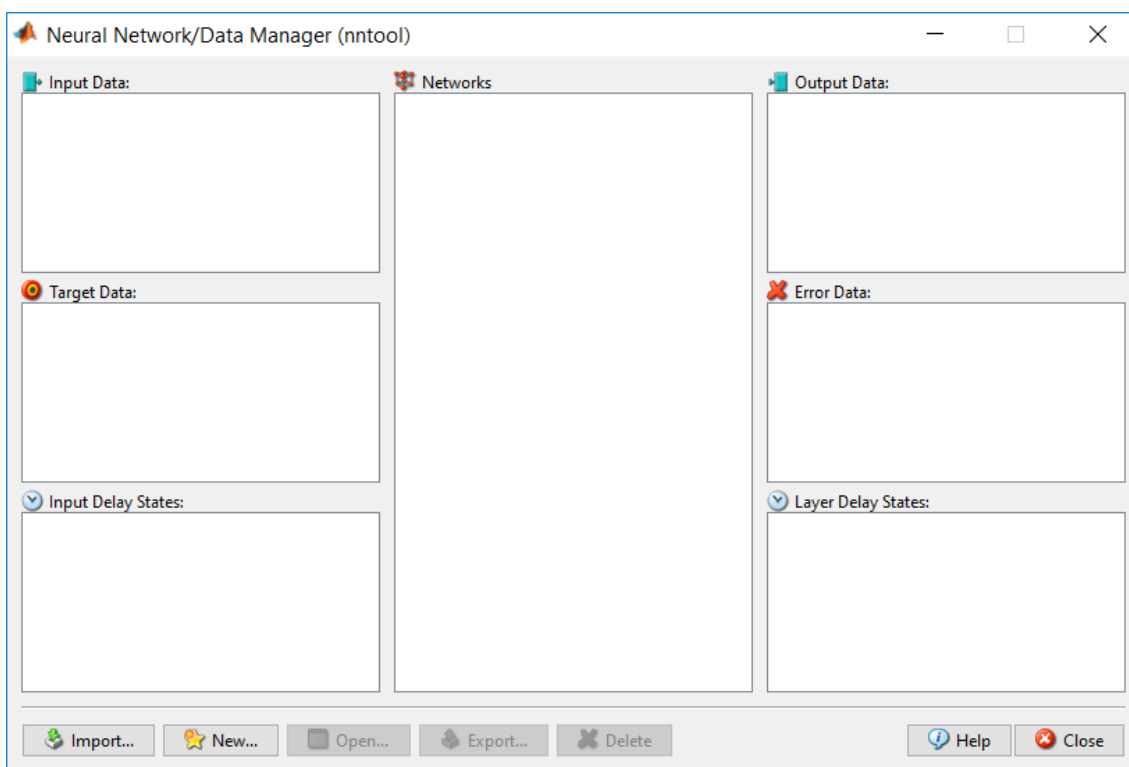 Neural Network/Data Manager (nntool)
Input Data:
Networks
Output Data:
Target Data:
Error Data:
Input Delay States:
Layer Delay States:
Import...
New...
Open...
Export...
Delete
Help
Close